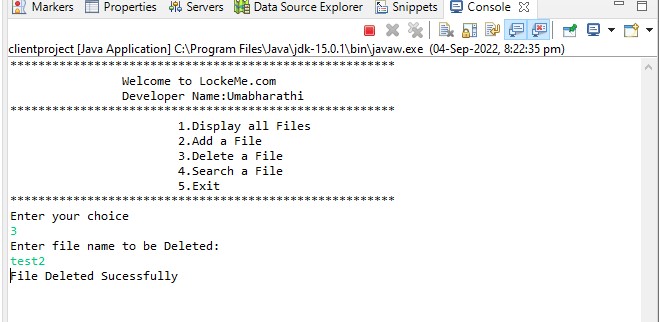 Markers Properties Servers Data Source Explorer Snippets Console
clientproject [Java Application] C:\Program Files\Java\jdk-15.0.1\bin\javaw.exe (04-Sep-2022, 8:22:35 pm)
*******************************************************
Welcome to LockeMe.com
Developer Name:Umabharathi
*******************************************************
1.Display all Files
2.Add a File
3.Delete a File
4.Search a File
5.Exit
*******************************************************
Enter your choice
3
Enter file name to be Deleted:
test2
File Deleted Sucessfully